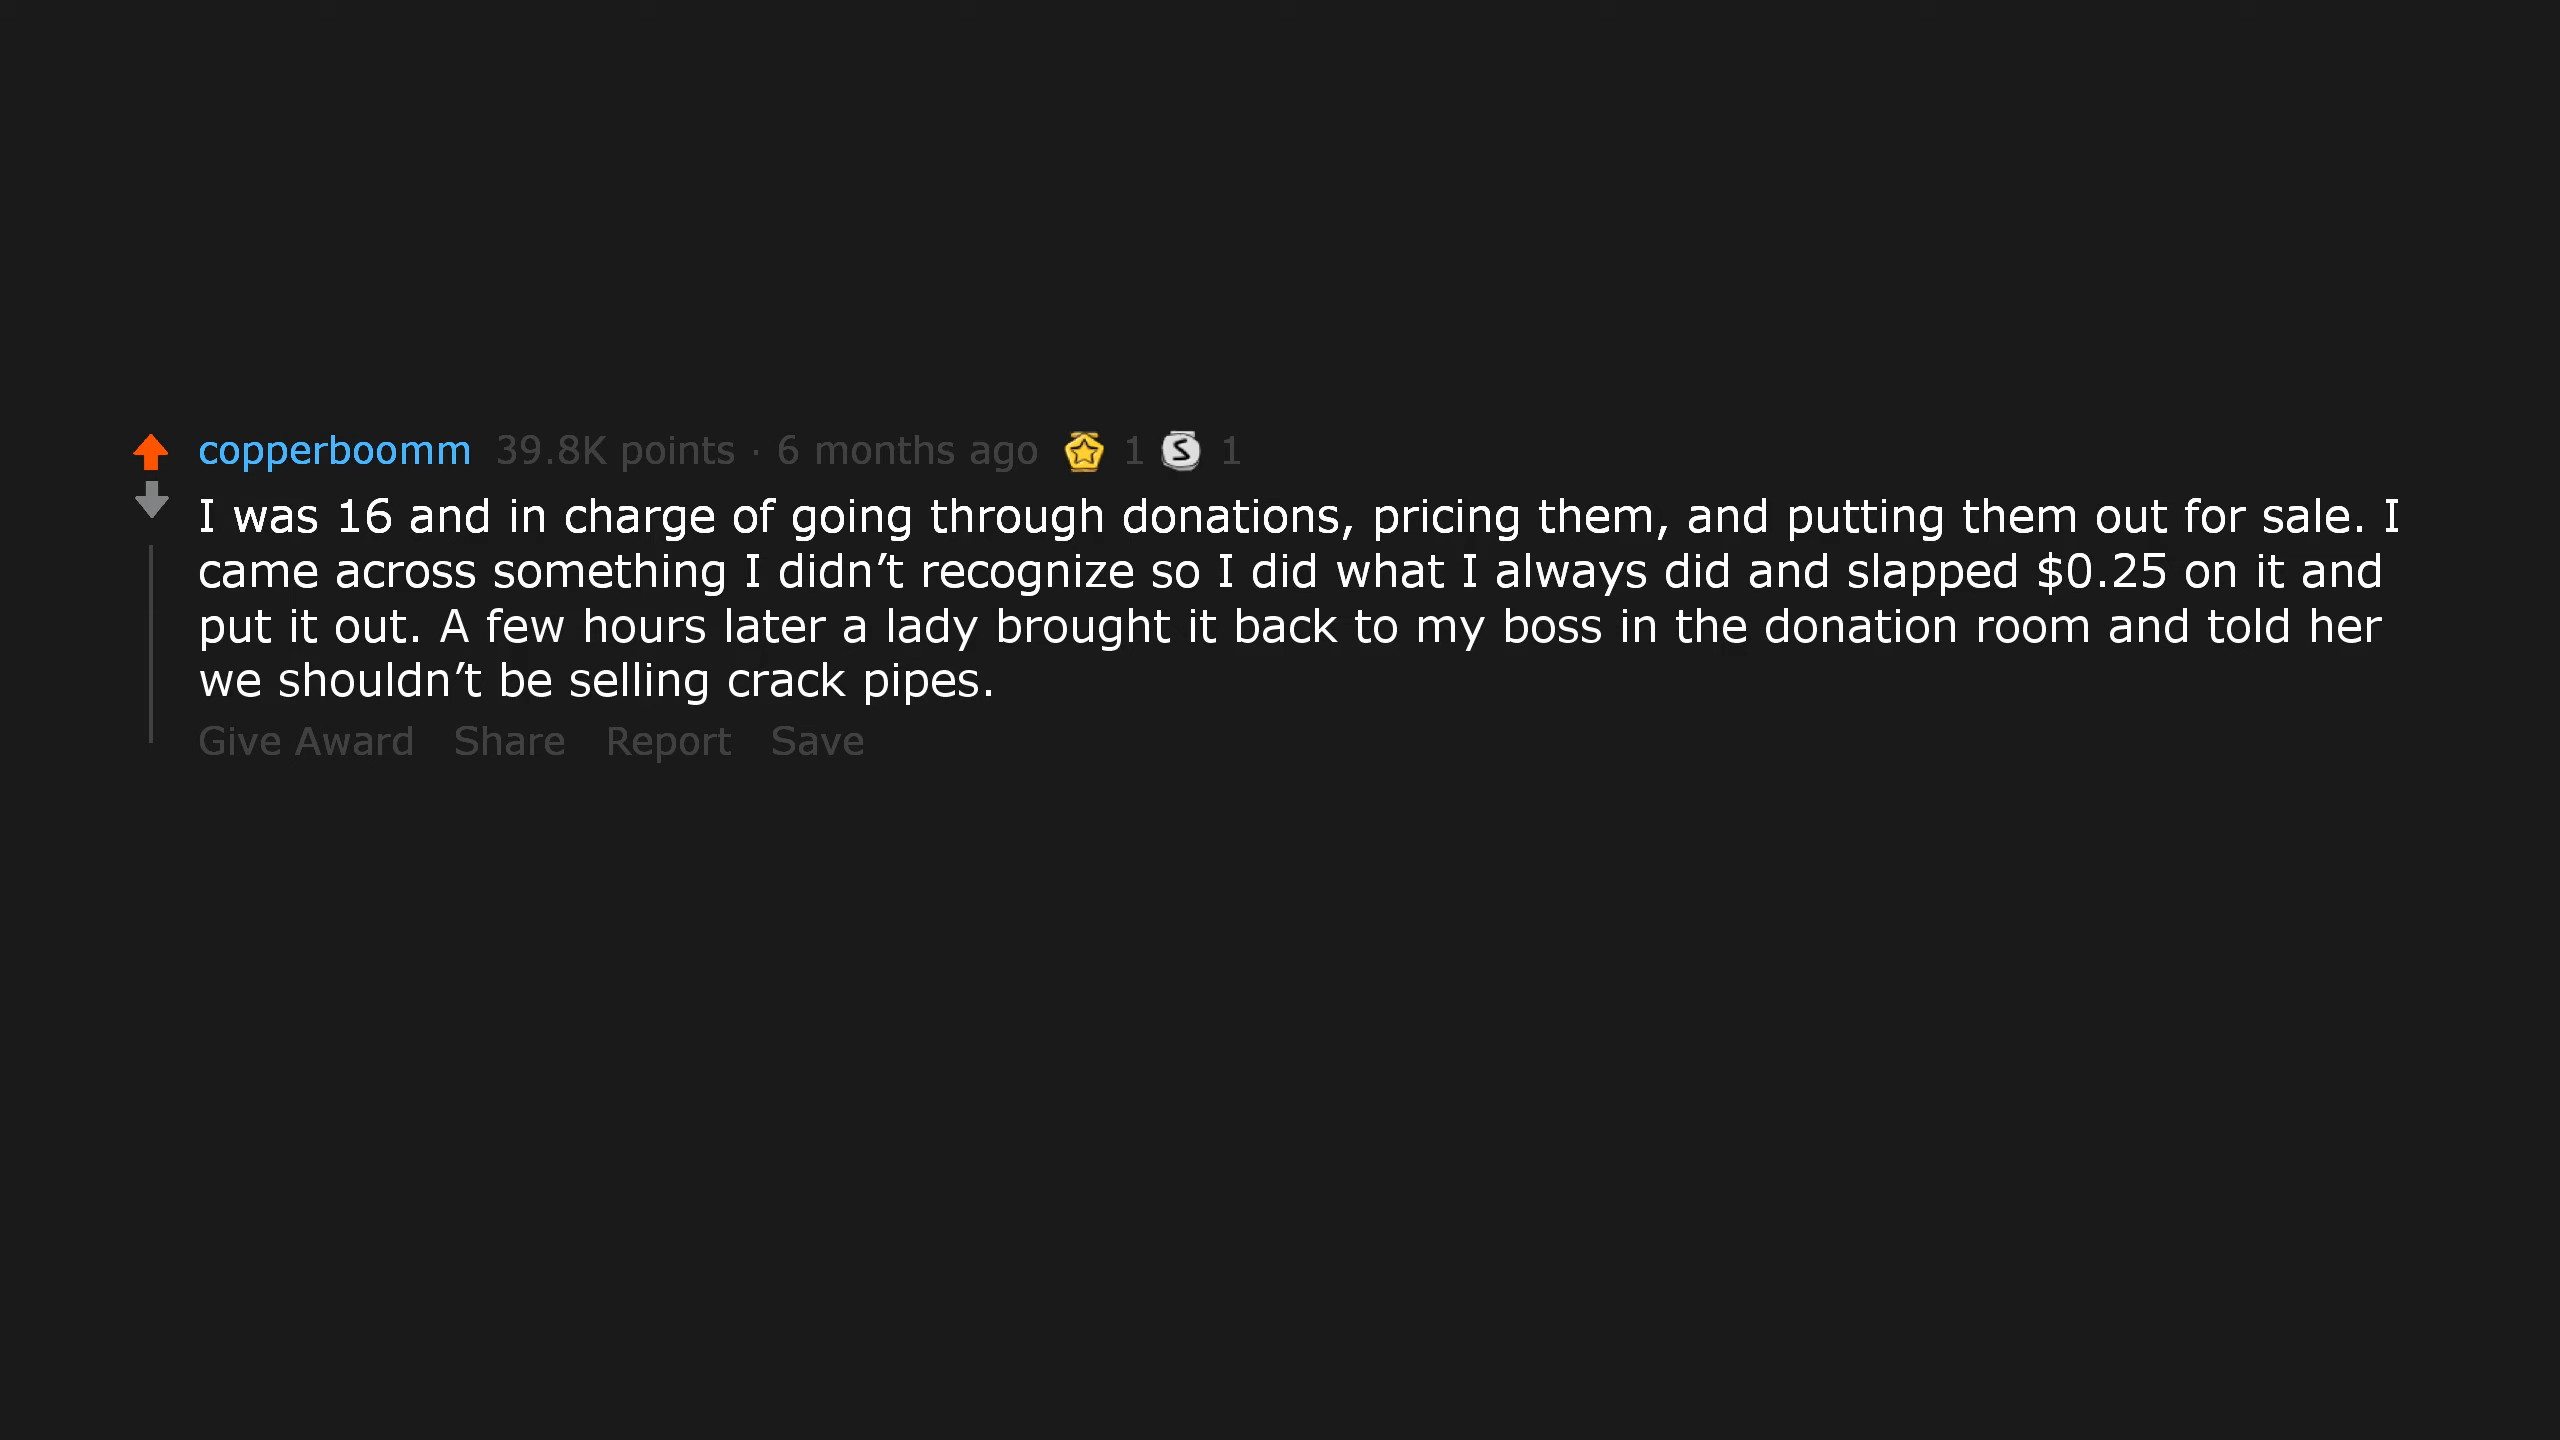 copperboomm 39.8K points · 6 months ago 1 S 1
I was 16 and in charge of going through donations, pricing them, and putting them out for sale. I
came across something I didn’t recognize so I did what I always did and slapped $0.25 on it and
put it out. A few hours later a lady brought it back to my boss in the donation room and told her
we shouldn’t be selling crack pipes.
Give Award Share Report Save